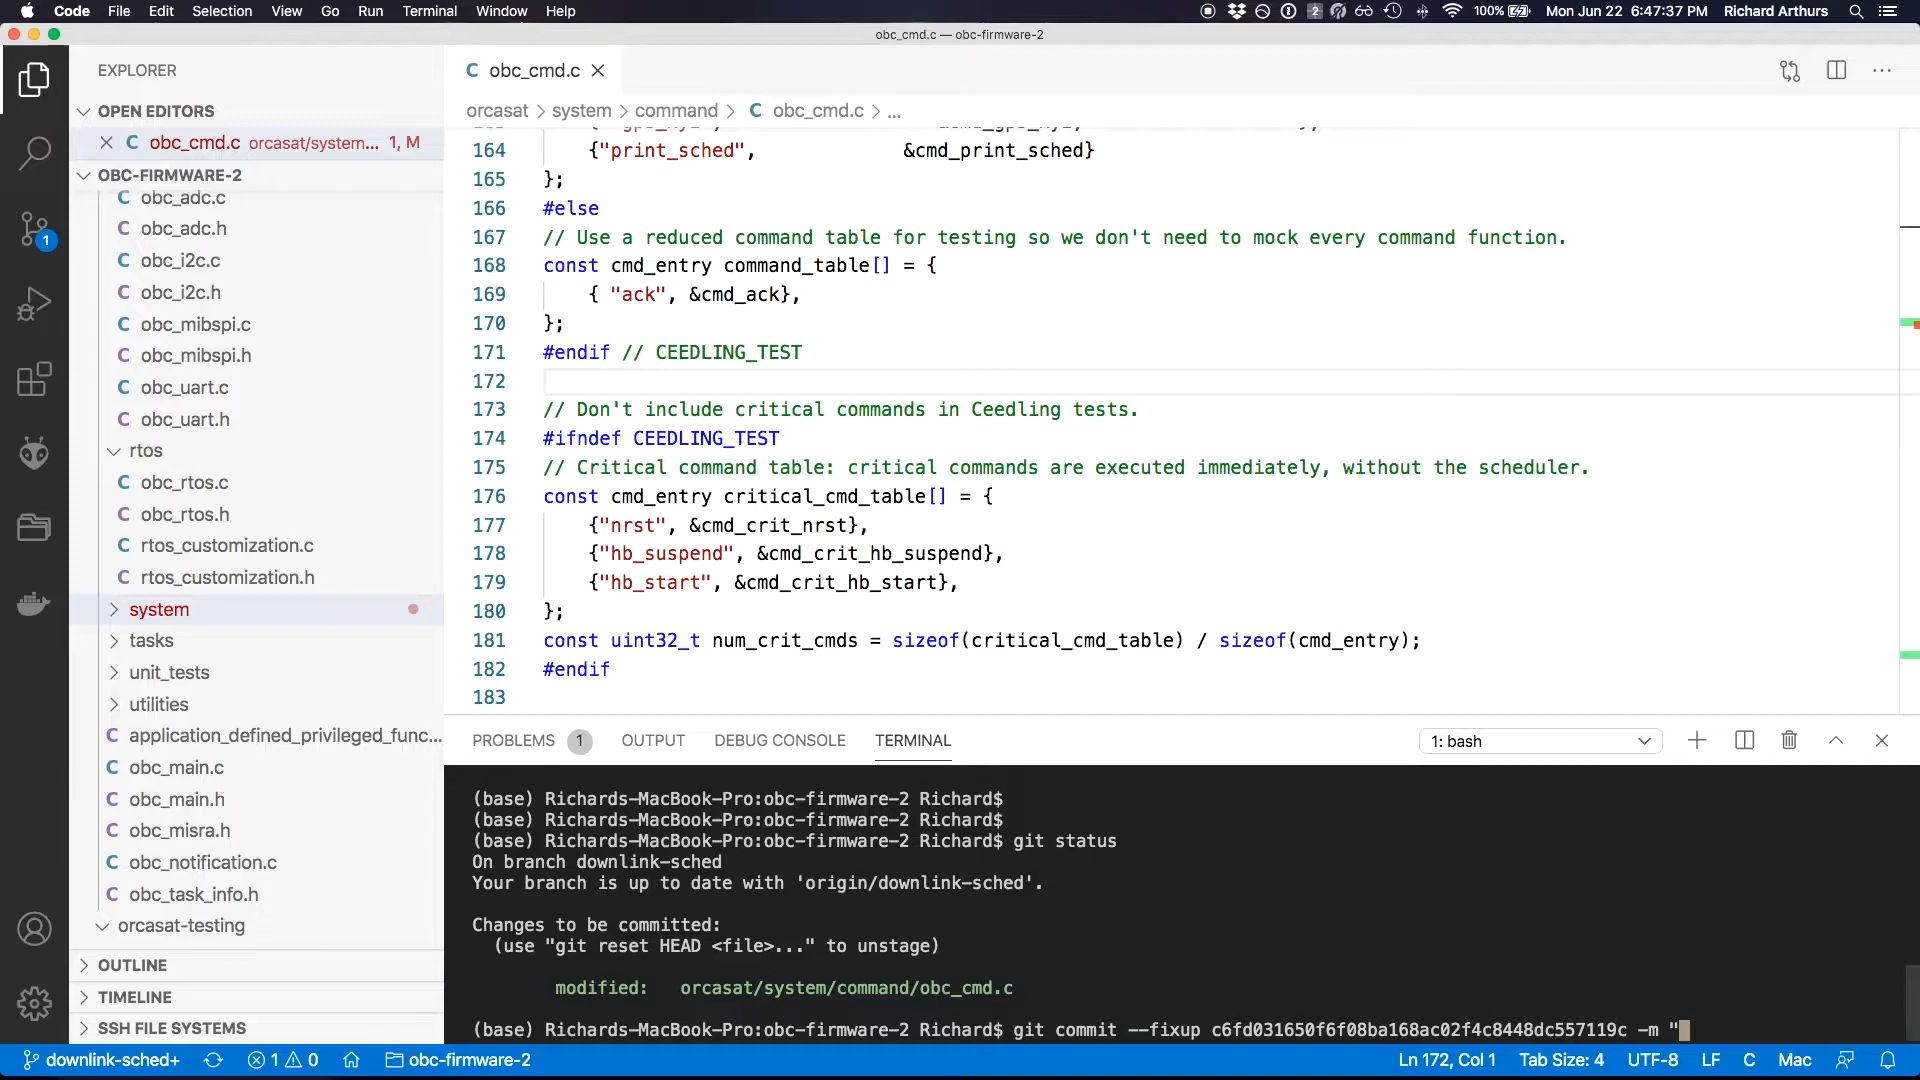 Code File Edit Selection View Go Run Terminal Window Help
2 100% Mon Jun 22 6:47:37 PM Richard Arthurs
obc_cmd.c — obc-firmware-2
EXPLORER
OPEN EDITORS
C obc_cmd.c orcasat/system... 1, M
OBC-FIRMWARE-2
C obc_adc.c
C obc_adc.h
C obc_i2c.c
C obc_i2c.h
C obc_mibspi.c
C obc_mibspi.h
C obc_uart.c
C obc_uart.h
rtos
C obc_rtos.c
C obc_rtos.h
C rtos_customization.c
C rtos_customization.h
system
tasks
unit_tests
utilities
C application_defined_privileged_func...
C obc_main.c
C obc_main.h
C obc_misra.h
C obc_notification.c
C obc_task_info.h
orcasat-testing
OUTLINE
TIMELINE
SSH FILE SYSTEMS
1
C obc_cmd.c
orcasat > system > command > C obc_cmd.c > ...
164 {"print_sched", &cmd_print_sched}
165 };
166 #else
167 // Use a reduced command table for testing so we don't need to mock every command function.
168 const cmd_entry command_table[] = {
169 { "ack", &cmd_ack},
170 };
171 #endif // CEEDLING_TEST
172
173 // Don't include critical commands in Ceedling tests.
174 #ifndef CEEDLING_TEST
175 // Critical command table: critical commands are executed immediately, without the scheduler.
176 const cmd_entry critical_cmd_table[] = {
177 {"nrst", &cmd_crit_nrst},
178 {"hb_suspend", &cmd_crit_hb_suspend},
179 {"hb_start", &cmd_crit_hb_start},
180 };
181 const uint32_t num_crit_cmds = sizeof(critical_cmd_table) / sizeof(cmd_entry);
182 #endif
183
PROBLEMS 1 OUTPUT DEBUG CONSOLE TERMINAL 1: bash
(base) Richards-MacBook-Pro:obc-firmware-2 Richard$
(base) Richards-MacBook-Pro:obc-firmware-2 Richard$
(base) Richards-MacBook-Pro:obc-firmware-2 Richard$ git status
On branch downlink-sched
Your branch is up to date with 'origin/downlink-sched'.
Changes to be committed:
(use "git reset HEAD <file>..." to unstage)
modified: orcasat/system/command/obc_cmd.c
(base) Richards-MacBook-Pro:obc-firmware-2 Richard$ git commit --fixup c6fd031650f6f08ba168ac02f4c8448dc557119c -m "
downlink-sched+ 1 0 obc-firmware-2 Ln 172, Col 1 Tab Size: 4 UTF-8 LF C Mac